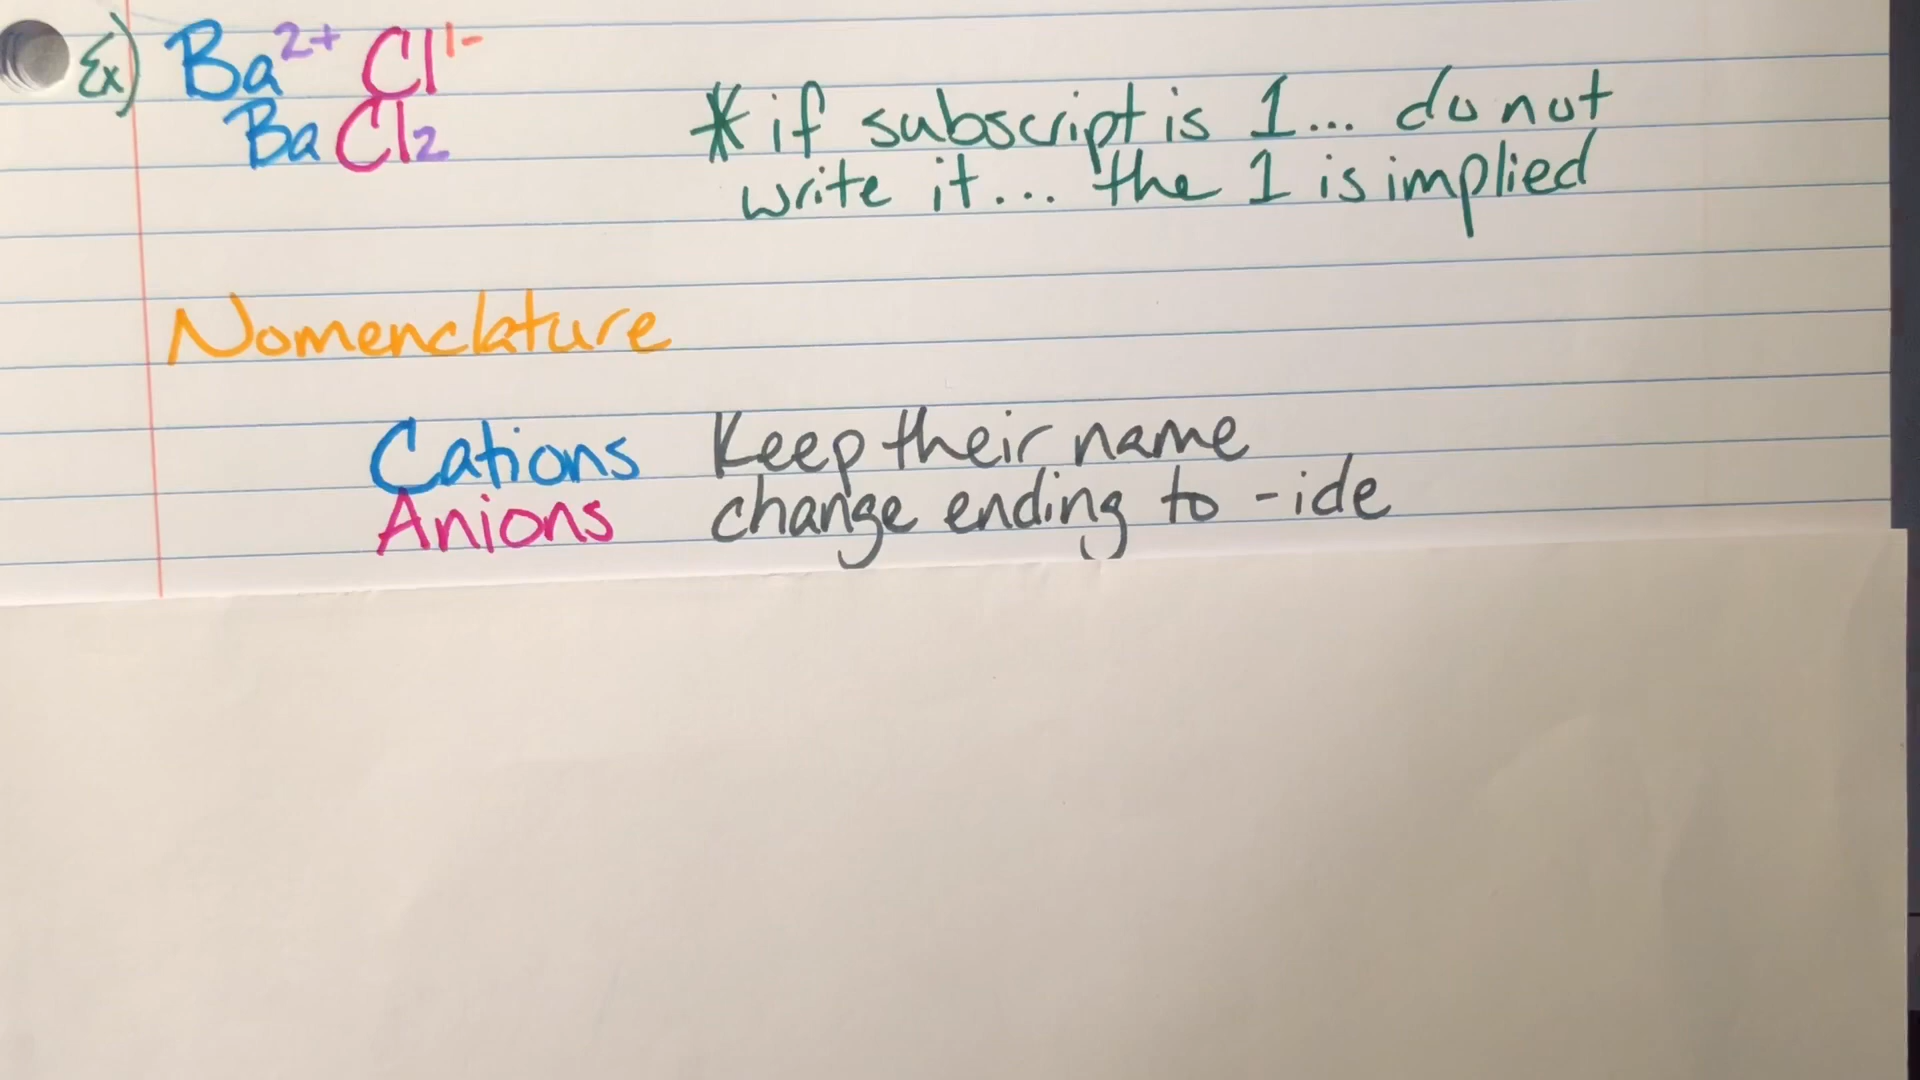 Ex) Ba²⁺ Cl¹⁻
BaCl₂
* if subscript is 1... do not
write it... the 1 is implied
Nomenclature
Cations Keep their name
Anions change ending to -ide